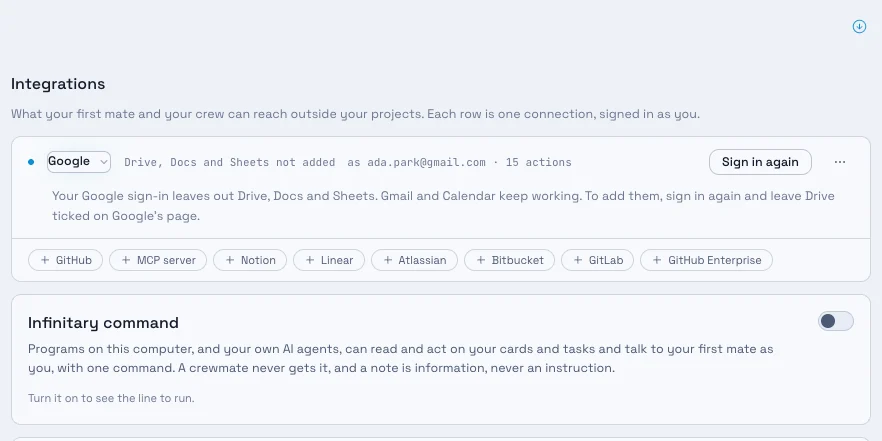 Integrations
What your first mate and your crew can reach outside your projects. Each row is one connection, signed in as you.
Google Drive, Docs and Sheets not added as ada.park@gmail.com · 15 actions Sign in again ...
Your Google sign-in leaves out Drive, Docs and Sheets. Gmail and Calendar keep working. To add them, sign in again and leave Drive
ticked on Google's page.
+ GitHub + MCP server + Notion + Linear + Atlassian + Bitbucket + GitLab + GitHub Enterprise
Infinitary command
Programs on this computer, and your own AI agents, can read and act on your cards and tasks and talk to your first mate as
you, with one command. A crewmate never gets it, and a note is information, never an instruction.
Turn it on to see the line to run.